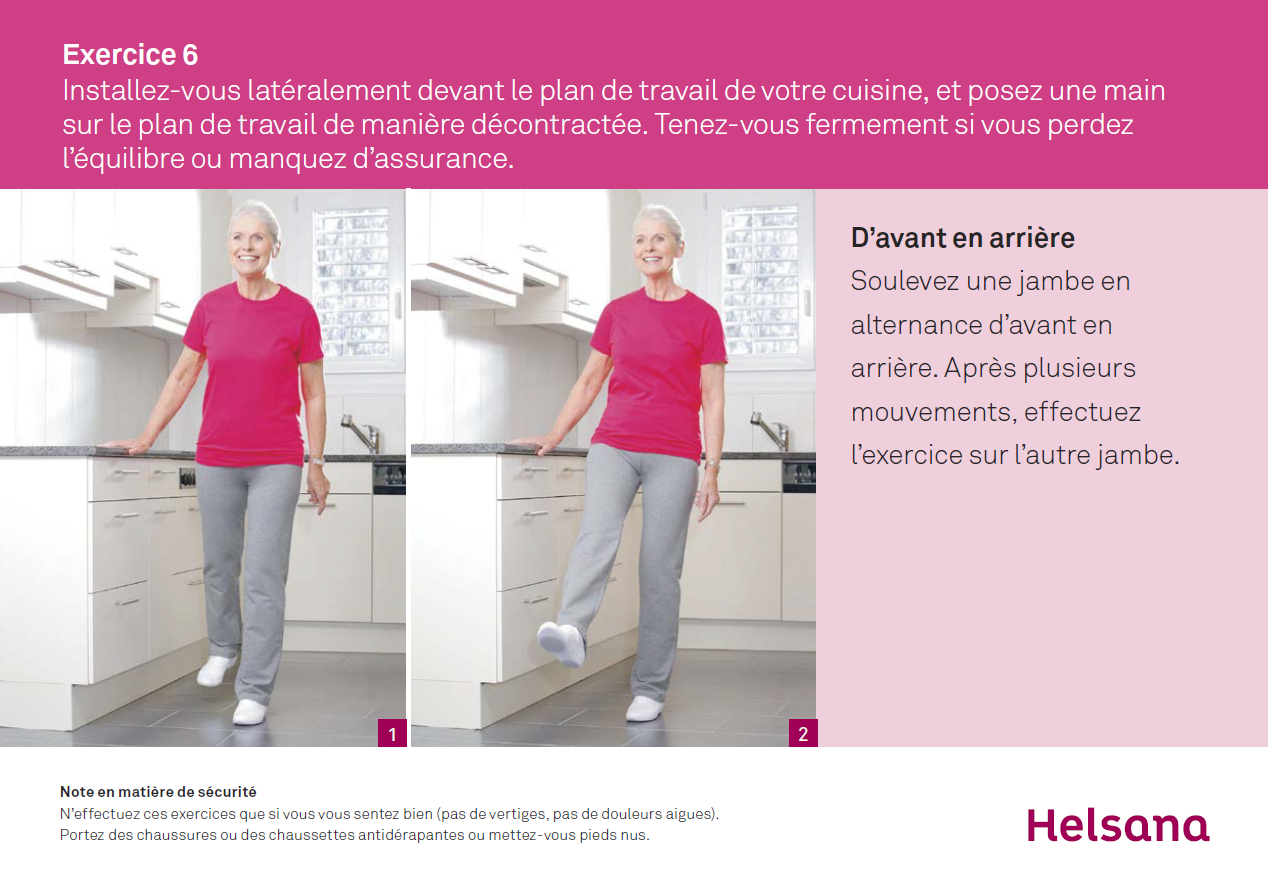 Exercice 6
Installez-vous latéralement devant le plan de travail de votre cuisine, et posez une main
sur le plan de travail de manière décontractée. Tenez-vous fermement si vous perdez
l’équilibre ou manquez d’assurance.
D’avant en arrière
Soulevez une jambe en
alternance d’avant en
arrière. Après plusieurs
mouvements, effectuez
l’exercice sur l’autre jambe.
1
2
Note en matière de sécurité
N’effectuez ces exercices que si vous vous sentez bien (pas de vertiges, pas de douleurs aigues).
Portez des chaussures ou des chaussettes antidérapantes ou mettez-vous pieds nus.
Helsana